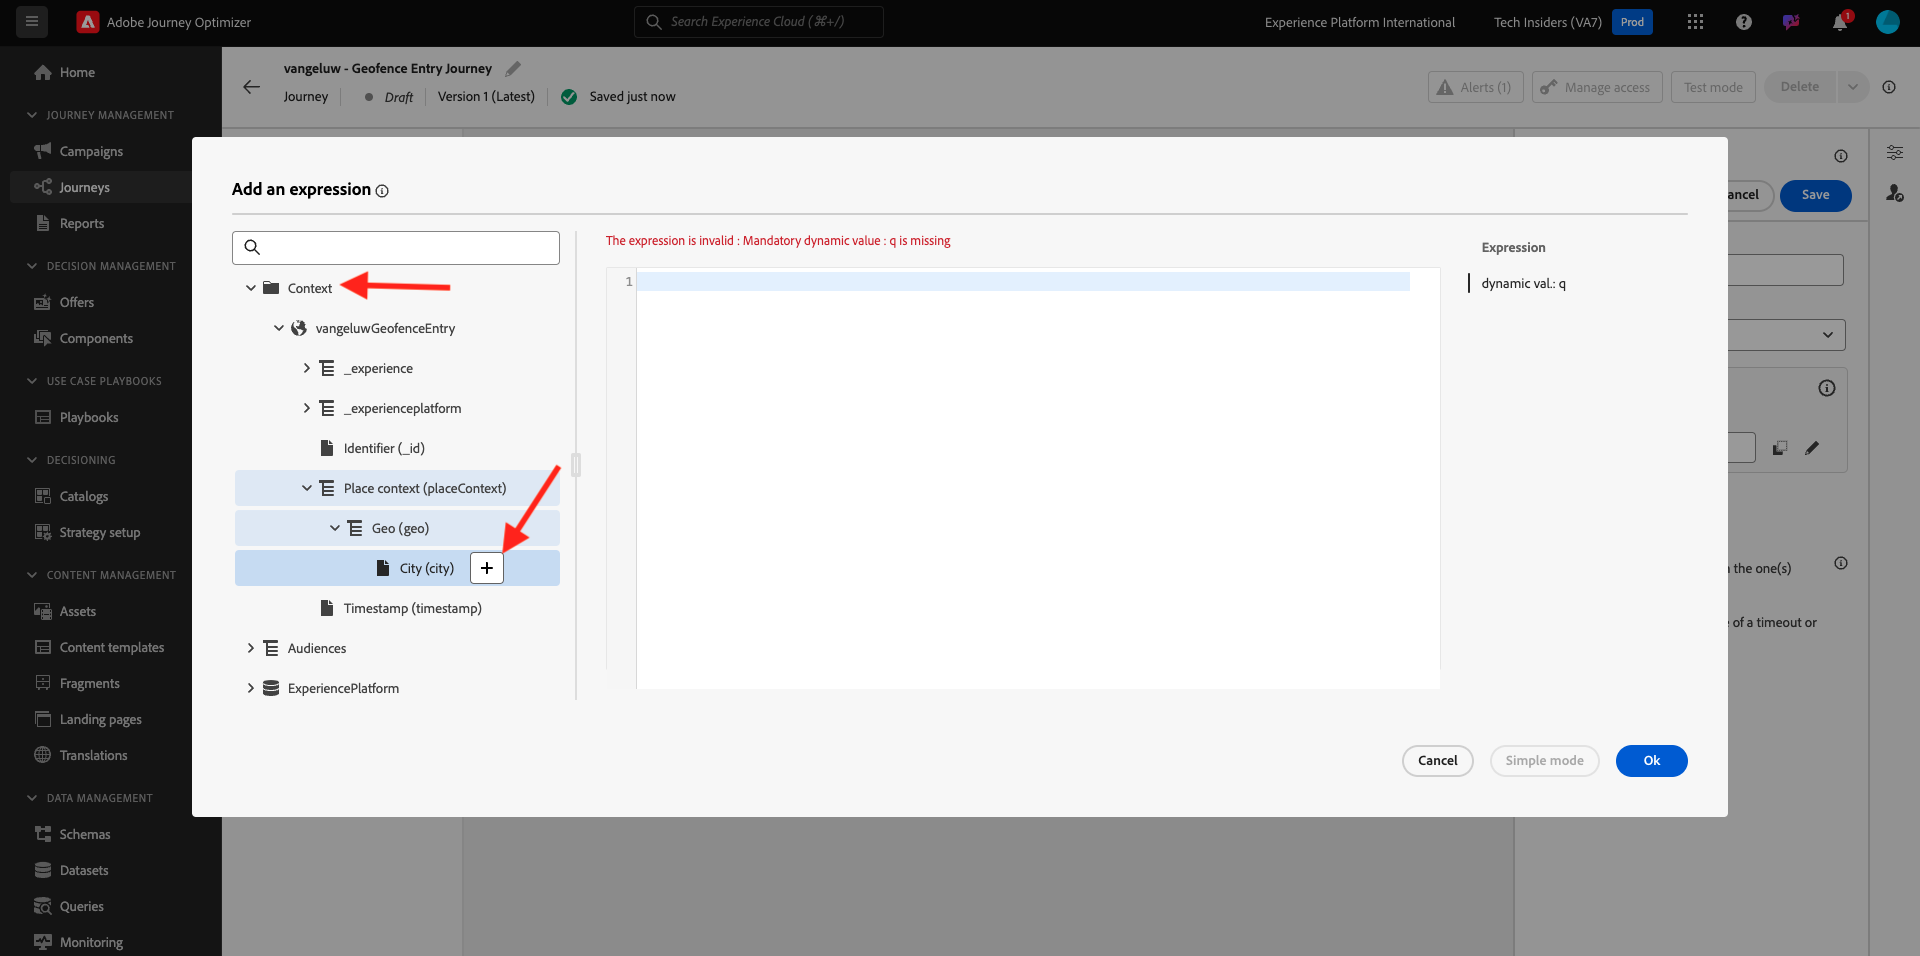 Adobe Journey Optimizer
Search Experience Cloud (⌘+/)
Experience Platform International
Tech Insiders (VA7)
Prod
1
Home
JOURNEY MANAGEMENT
Campaigns
Journeys
Reports
DECISION MANAGEMENT
Offers
Components
USE CASE PLAYBOOKS
Playbooks
DECISIONING
Catalogs
Strategy setup
CONTENT MANAGEMENT
Assets
Content templates
Fragments
Landing pages
Translations
DATA MANAGEMENT
Schemas
Datasets
Queries
Monitoring
vangeluw - Geofence Entry Journey
Journey
Draft
Version 1 (Latest)
Saved just now
Alerts (1)
Manage access
Test mode
Delete
Add an expression
Context
vangeluwGeofenceEntry
_experience
_experienceplatform
Identifier (_id)
Place context (placeContext)
Geo (geo)
City (city)
Timestamp (timestamp)
Audiences
ExperiencePlatform
The expression is invalid : Mandatory dynamic value : q is missing
1
Expression
dynamic val.: q
Cancel
Simple mode
Ok
ancel
Save
the one(s)
of a timeout or